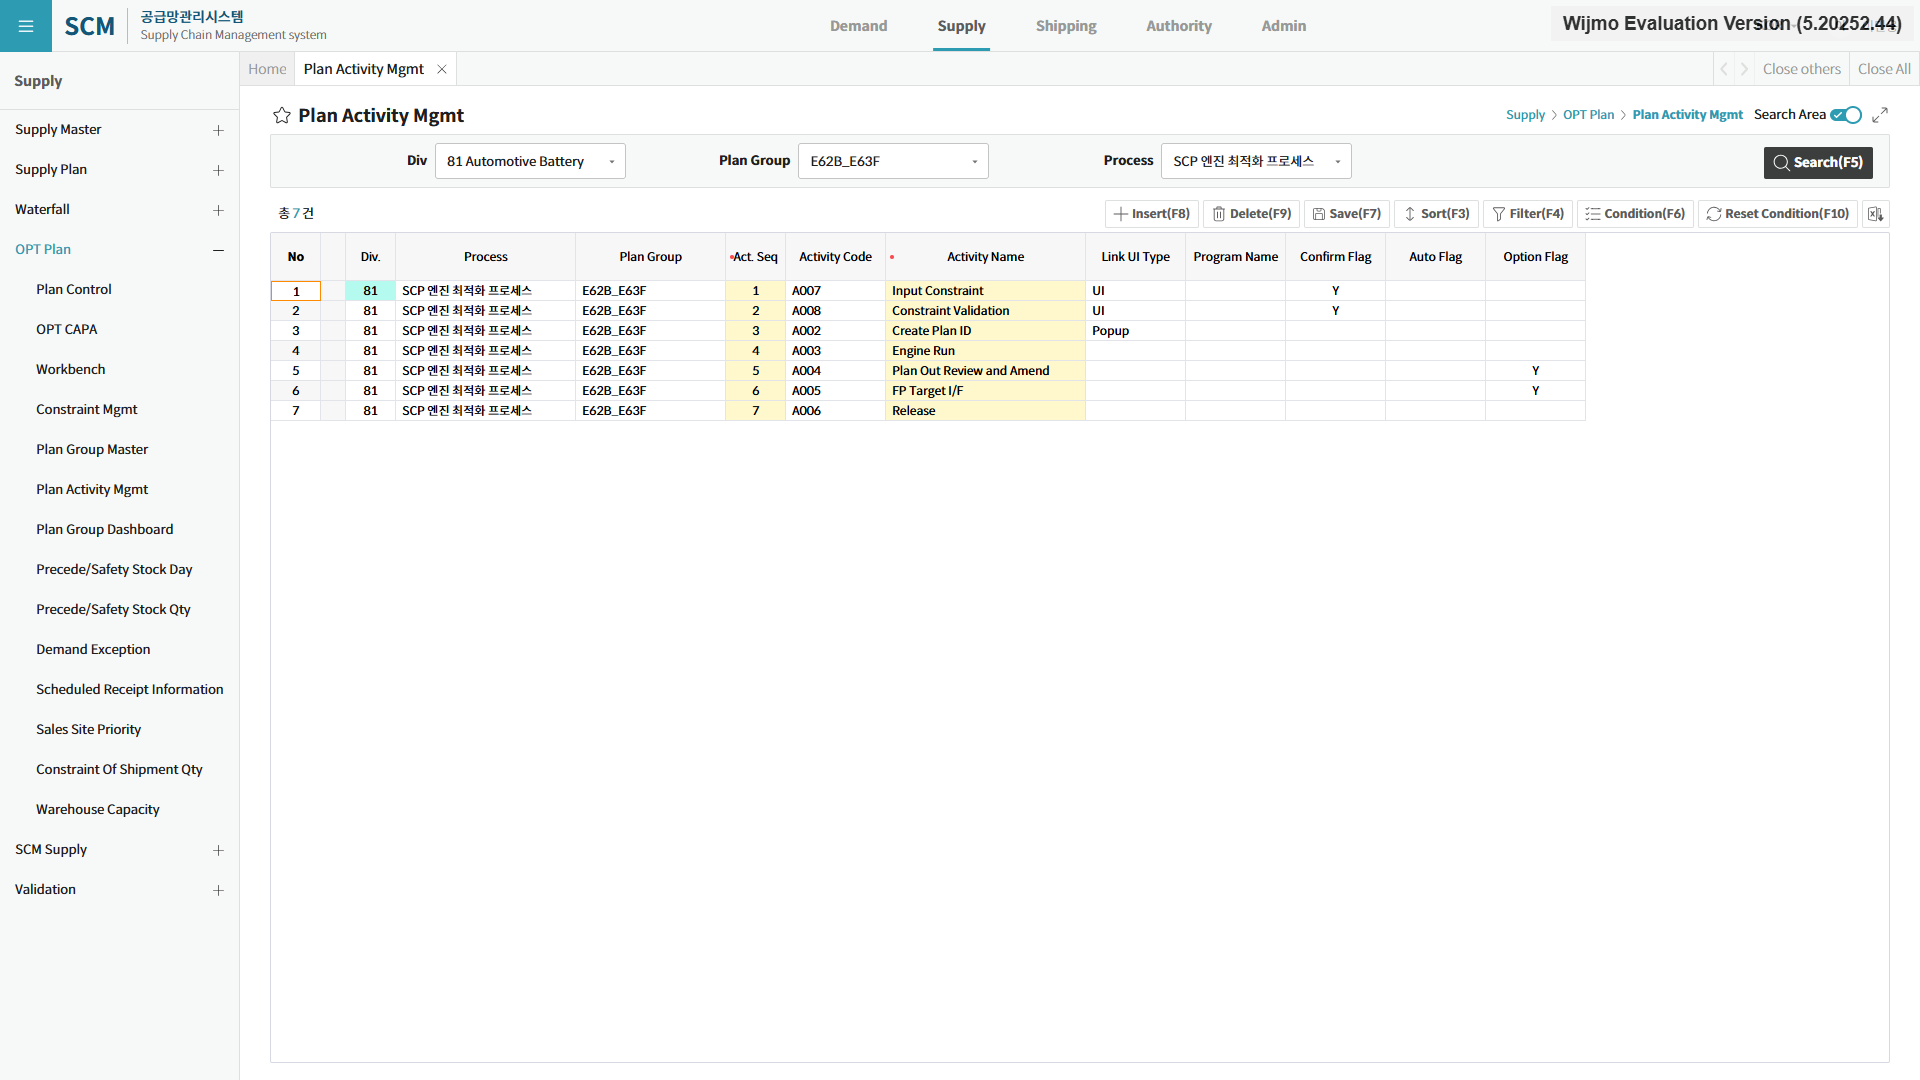 SCM
공급망관리시스템
Supply Chain Management system
Demand
Supply
Shipping
Authority
Admin
Wijmo Evaluation Version (5.20252.44)
Supply
Home
Plan Activity Mgmt
Close others
Close All
Supply Master
Supply Plan
Waterfall
OPT Plan
Plan Control
OPT CAPA
Workbench
Constraint Mgmt
Plan Group Master
Plan Activity Mgmt
Plan Group Dashboard
Precede/Safety Stock Day
Precede/Safety Stock Qty
Demand Exception
Scheduled Receipt Information
Sales Site Priority
Constraint Of Shipment Qty
Warehouse Capacity
SCM Supply
Validation
Plan Activity Mgmt
Supply > OPT Plan > Plan Activity Mgmt
Search Area
Div 81 Automotive Battery
Plan Group E62B_E63F
Process SCP 엔진 최적화 프로세스
Search(F5)
총 7 건
Insert(F8)
Delete(F9)
Save(F7)
Sort(F3)
Filter(F4)
Condition(F6)
Reset Condition(F10)
No Div. Process Plan Group Act. Seq Activity Code Activity Name Link UI Type Program Name Confirm Flag Auto Flag Option Flag
1 81 SCP 엔진 최적화 프로세스 E62B_E63F 1 A007 Input Constraint UI Y
2 81 SCP 엔진 최적화 프로세스 E62B_E63F 2 A008 Constraint Validation UI Y
3 81 SCP 엔진 최적화 프로세스 E62B_E63F 3 A002 Create Plan ID Popup
4 81 SCP 엔진 최적화 프로세스 E62B_E63F 4 A003 Engine Run
5 81 SCP 엔진 최적화 프로세스 E62B_E63F 5 A004 Plan Out Review and Amend Y
6 81 SCP 엔진 최적화 프로세스 E62B_E63F 6 A005 FP Target I/F Y
7 81 SCP 엔진 최적화 프로세스 E62B_E63F 7 A006 Release